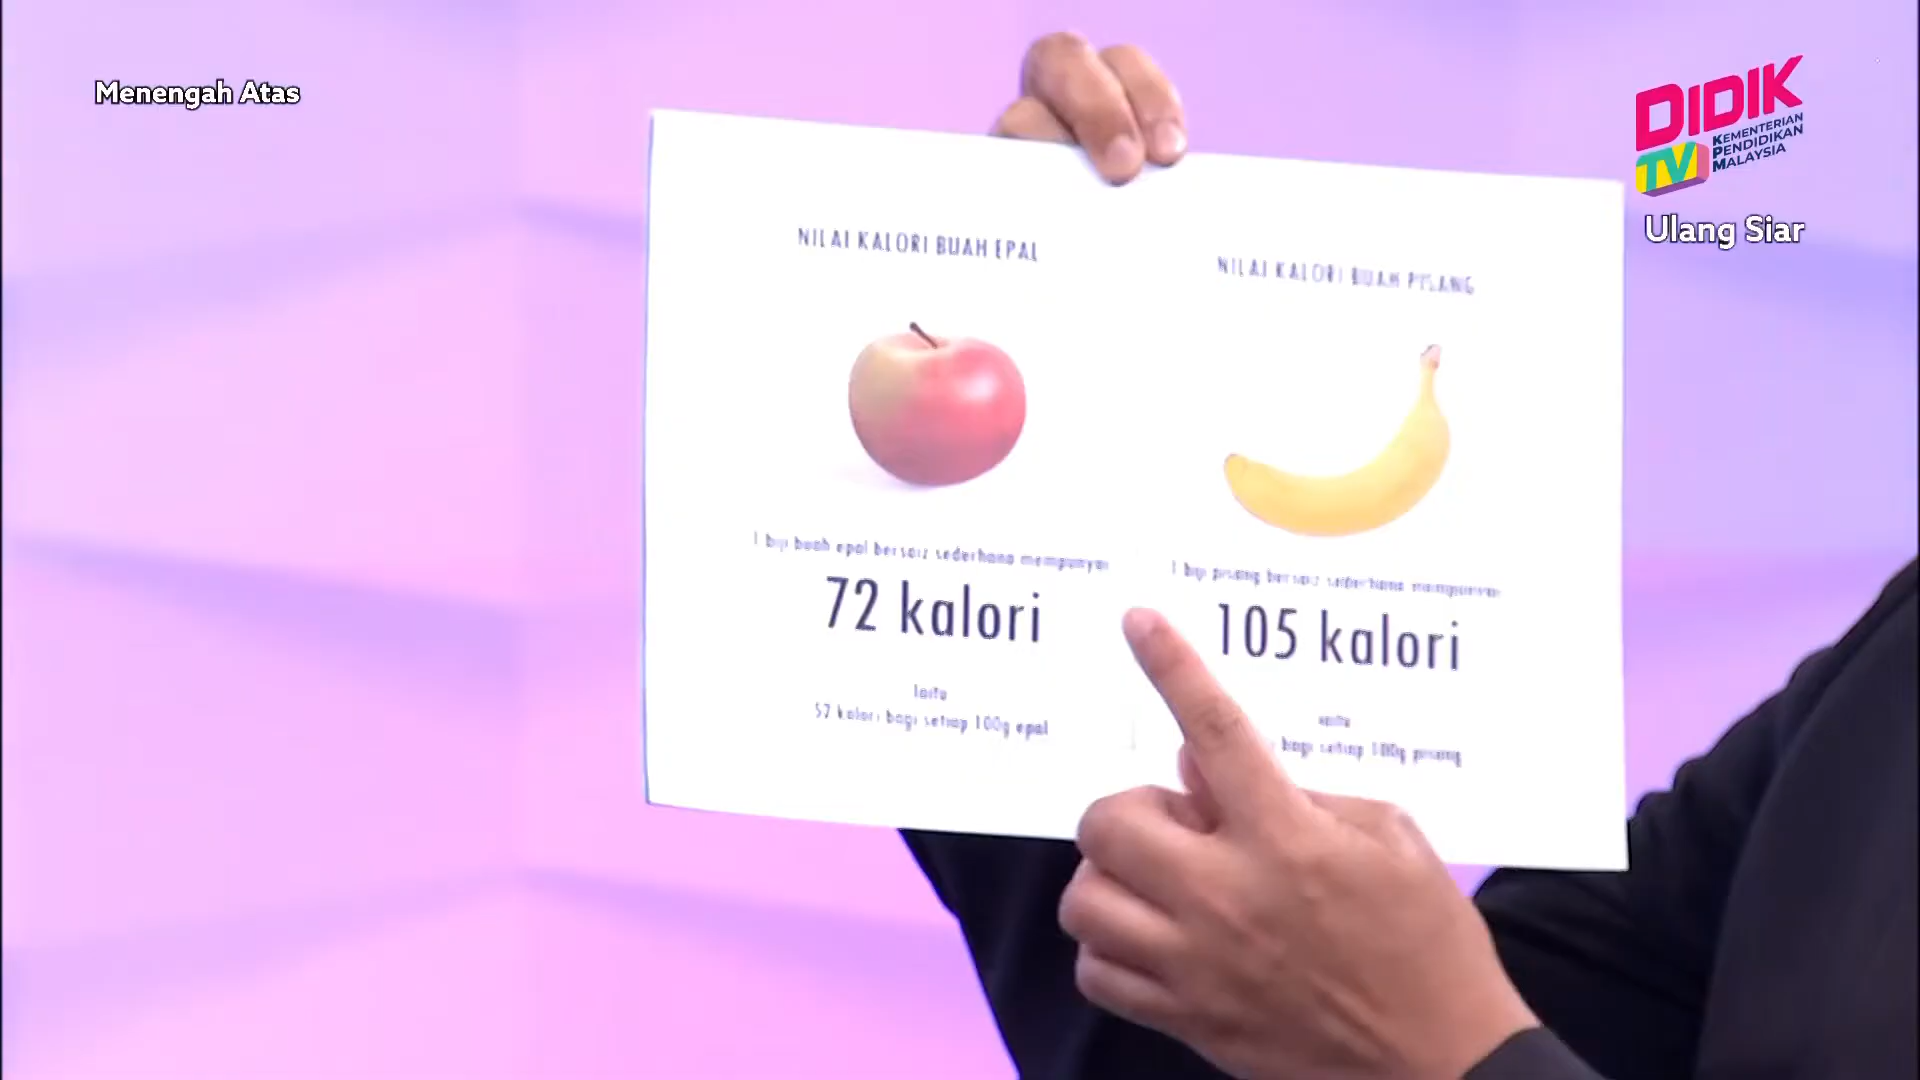 Menengah Atas
DIDIK
TV
KEMENTERIAN
PENDIDIKAN
MALAYSIA
Ulang Siar
NILAI KALORI BUAH EPAL
NILAI KALORI BUAH PISANG
1 biji buah epal bersaiz sederhana mempunyai
72 kalori
Iaitu
57 kalori bagi setiap 100g epal
1 biji pisang bersaiz sederhana mempunyai
105 kalori
iaitu
bagi setiap 100g pisang